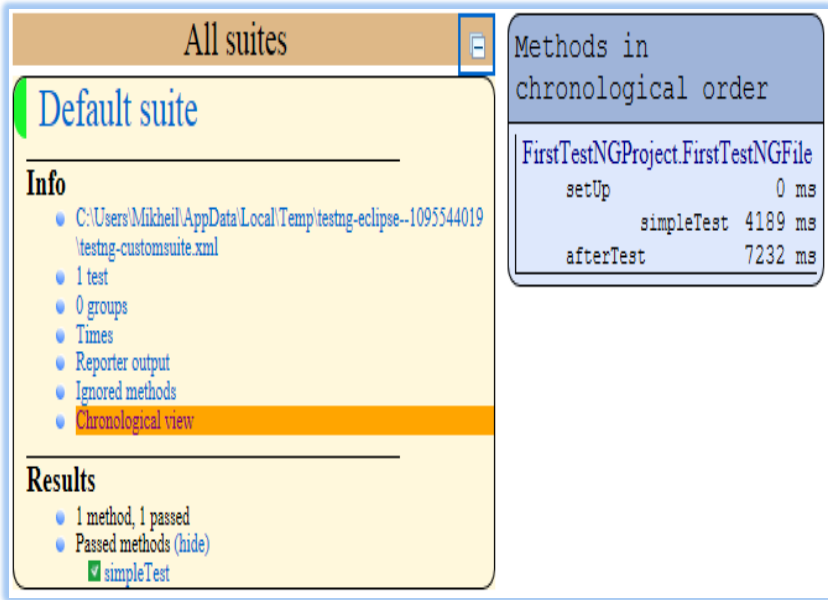 All suites
Default suite
Info
C:\Users\Mikheil\AppData\Local\Temp\testng-eclipse--1095544019
\testng-customsuite.xml
1 test
0 groups
Times
Reporter output
Ignored methods
Chronological view
Results
1 method, 1 passed
Passed methods (hide)
simpleTest
Methods in
chronological order
FirstTestNGProject.FirstTestNGFile
setUp 0 ms
simpleTest 4189 ms
afterTest 7232 ms